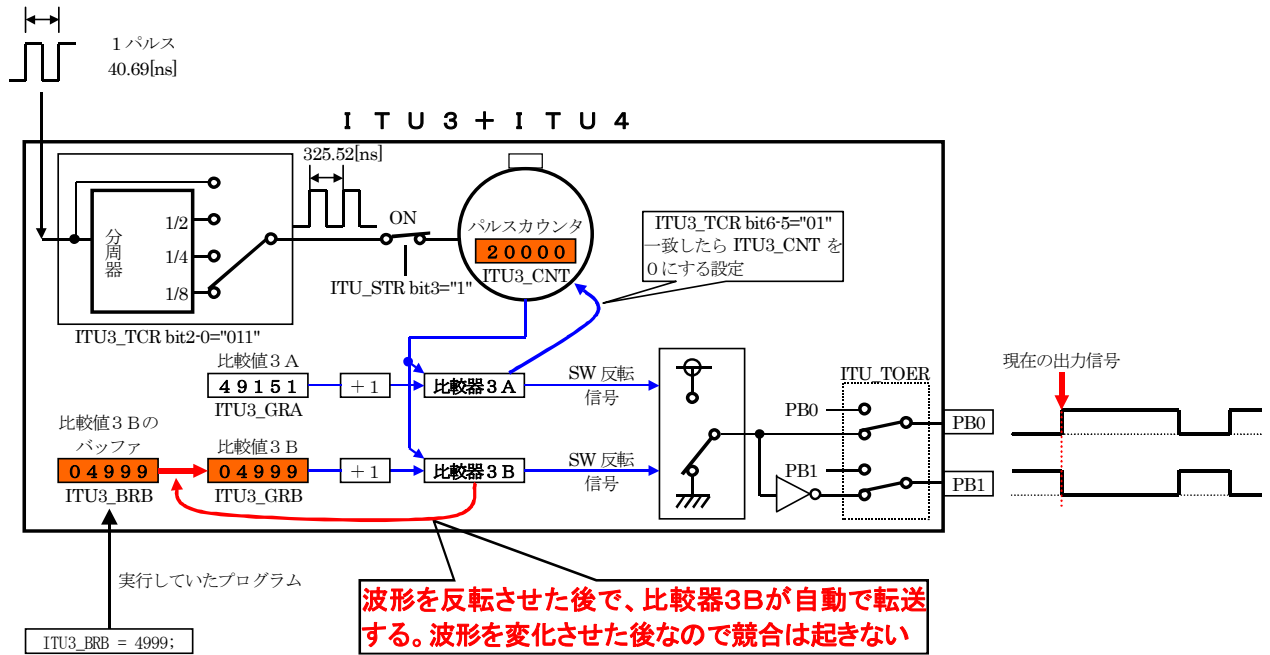 1 パルス
40.69[ns]
ＩＴＵ３＋ＩＴＵ４
325.52[ns]
分周器
1/2
1/4
1/8
ITU3_TCR bit2-0="011"
ON
ITU_STR bit3="1"
パルスカウンタ
20000
ITU3_CNT
ITU3_TCR bit6-5="01"
一致したら ITU3_CNT を
０にする設定
比較値３Ａ
49151
ITU3_GRA
＋1
比較器３Ａ
SW 反転
信号
比較値３Ｂの
バッファ
04999
ITU3_BRB
比較値３Ｂ
04999
ITU3_GRB
＋1
比較器３Ｂ
SW 反転
信号
ITU_TOER
PB0
PB0
PB1
PB1
現在の出力信号
実行していたプログラム
ITU3_BRB = 4999;
波形を反転させた後で、比較器3Bが自動で転送
する。波形を変化させた後なので競合は起きない